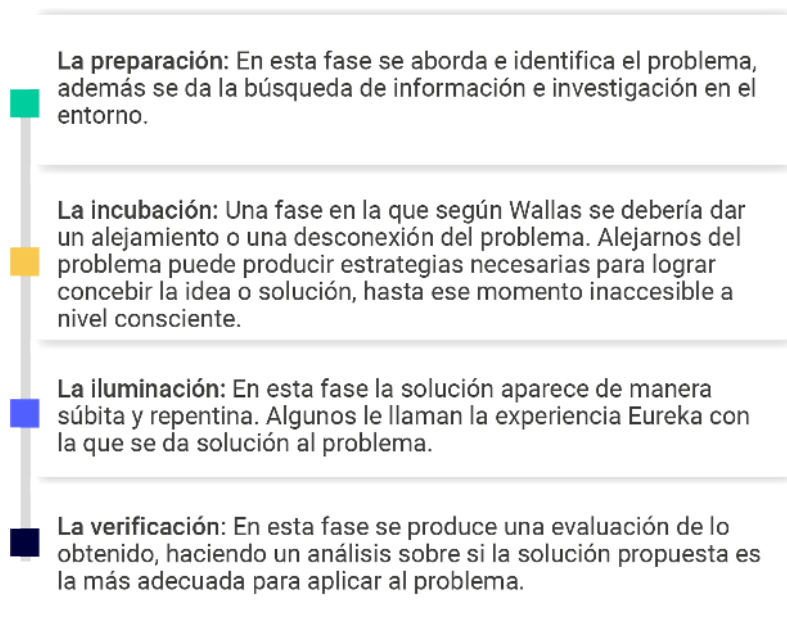 La preparación: En esta fase se aborda e identifica el problema,
además se da la búsqueda de información e investigación en el
entorno.
La incubación: Una fase en la que según Wallas se debería dar
un alejamiento o una desconexión del problema. Alejarnos del
problema puede producir estrategias necesarias para lograr
concebir la idea o solución, hasta ese momento inaccesible a
nivel consciente.
La iluminación: En esta fase la solución aparece de manera
súbita y repentina. Algunos le llaman la experiencia Eureka con
la que se da solución al problema.
La verificación: En esta fase se produce una evaluación de lo
obtenido, haciendo un análisis sobre si la solución propuesta es
la más adecuada para aplicar al problema.